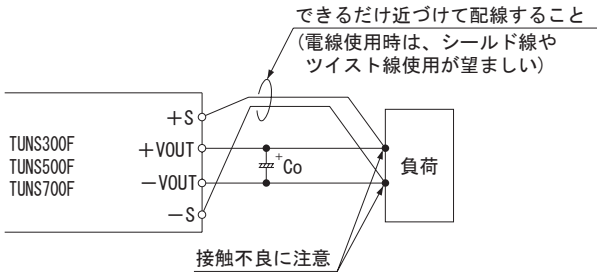 できるだけ近づけて配線すること
(電線使用時は、シールド線や
ツイスト線使用が望ましい)
+S
TUNS300F
+VOUT
TUNS500F
+
Co
負荷
TUNS700F
−VOUT
−S
接触不良に注意